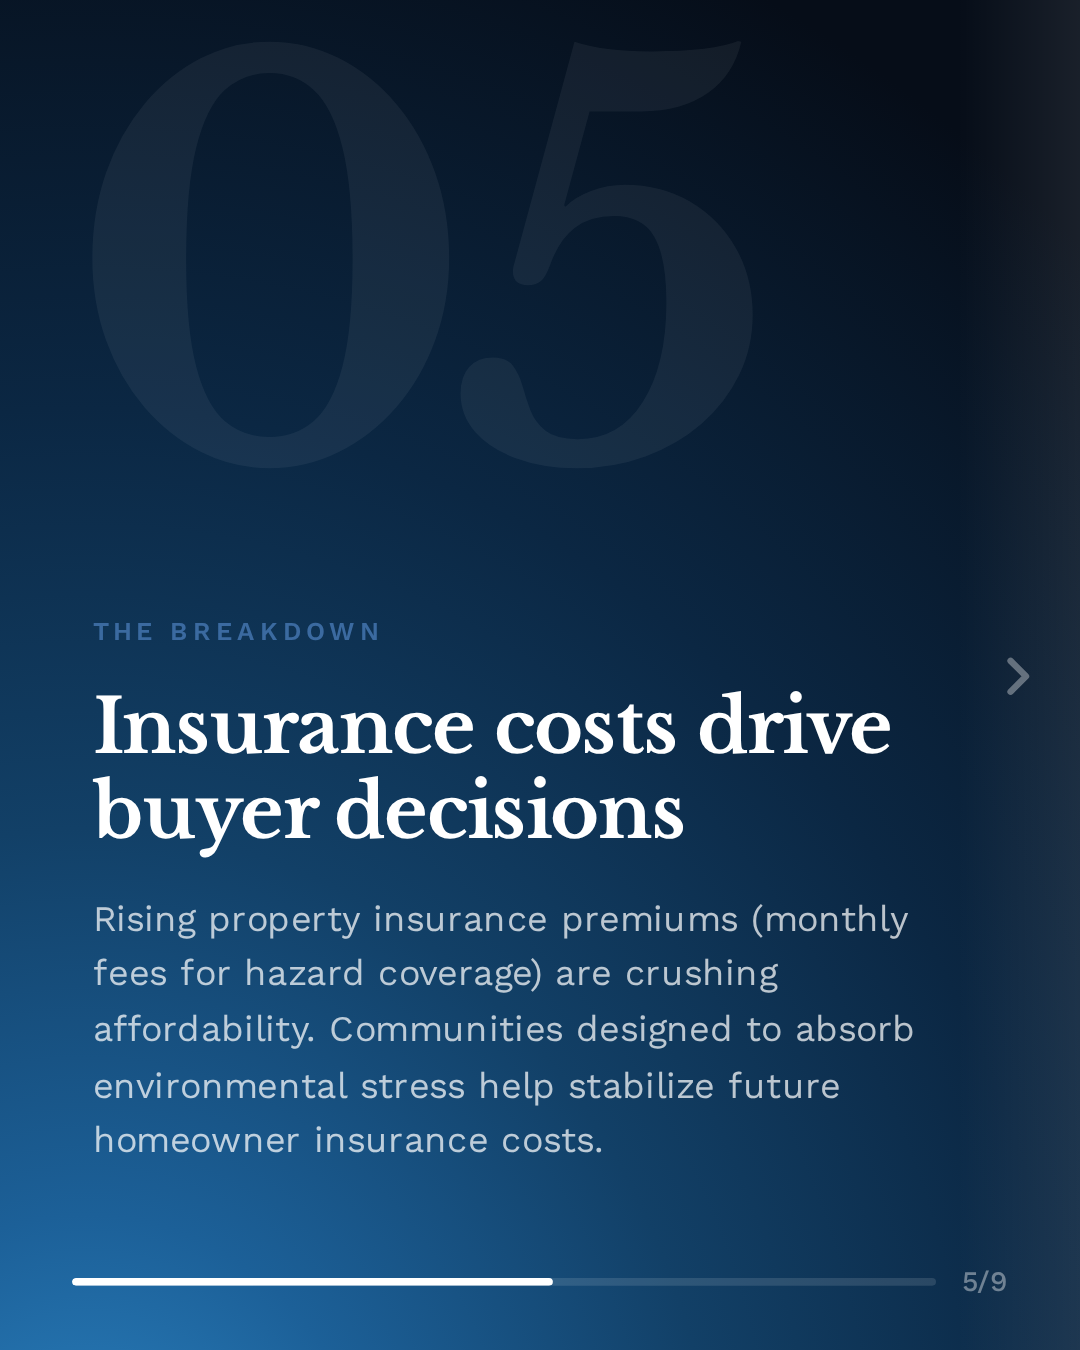 05
THE BREAKDOWN
Insurance costs drive
buyer decisions
Rising property insurance premiums (monthly
fees for hazard coverage) are crushing
affordability. Communities designed to absorb
environmental stress help stabilize future
homeowner insurance costs.
5/9